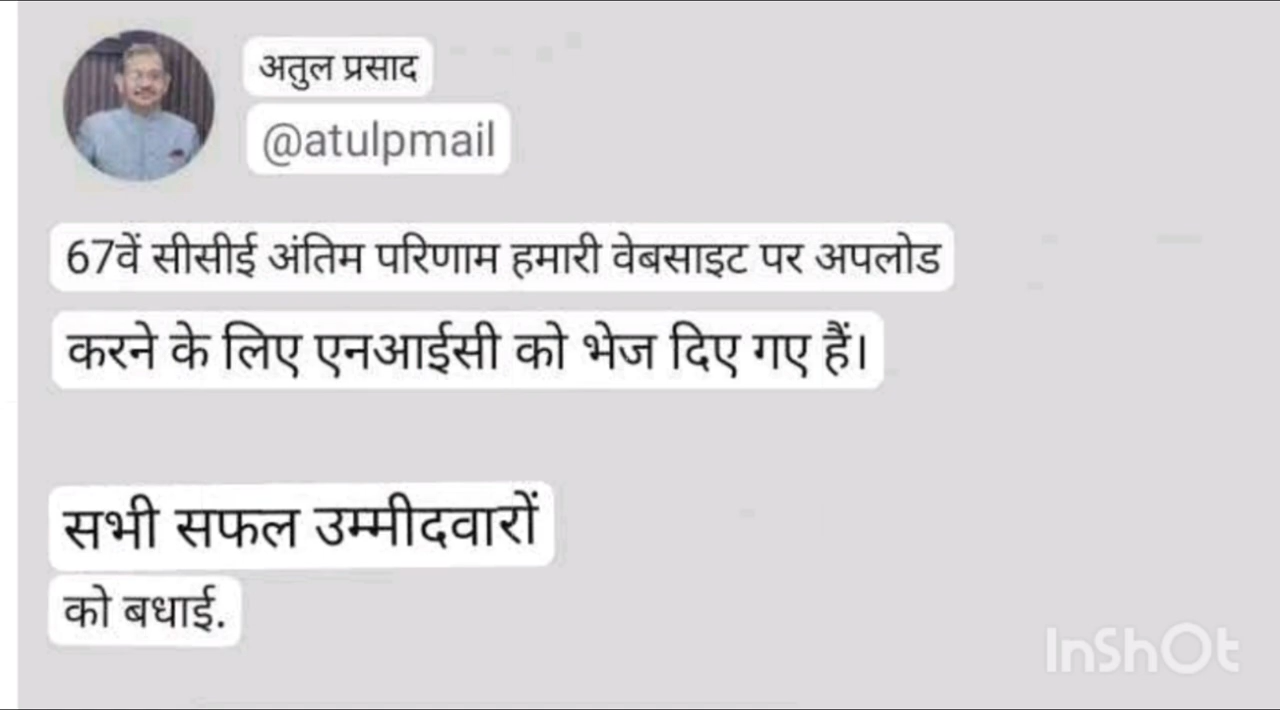 अतुल प्रसाद
@atulpmail
67वें सीसीई अंतिम परिणाम हमारी वेबसाइट पर अपलोड
करने के लिए एनआईसी को भेज दिए गए हैं।
सभी सफल उम्मीदवारों
को बधाई.
InShOt